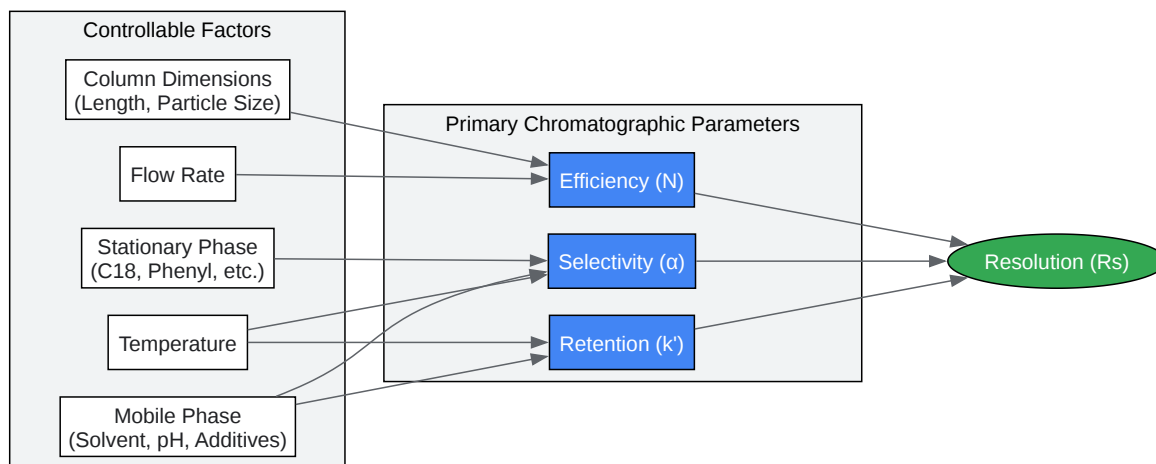 Controllable Factors
Column Dimensions
(Length, Particle Size)
Flow Rate
Stationary Phase
(C18, Phenyl, etc.)
Temperature
Mobile Phase
(Solvent, pH, Additives)
Primary Chromatographic Parameters
Efficiency (N)
Selectivity (α)
Retention (k')
Resolution (Rs)